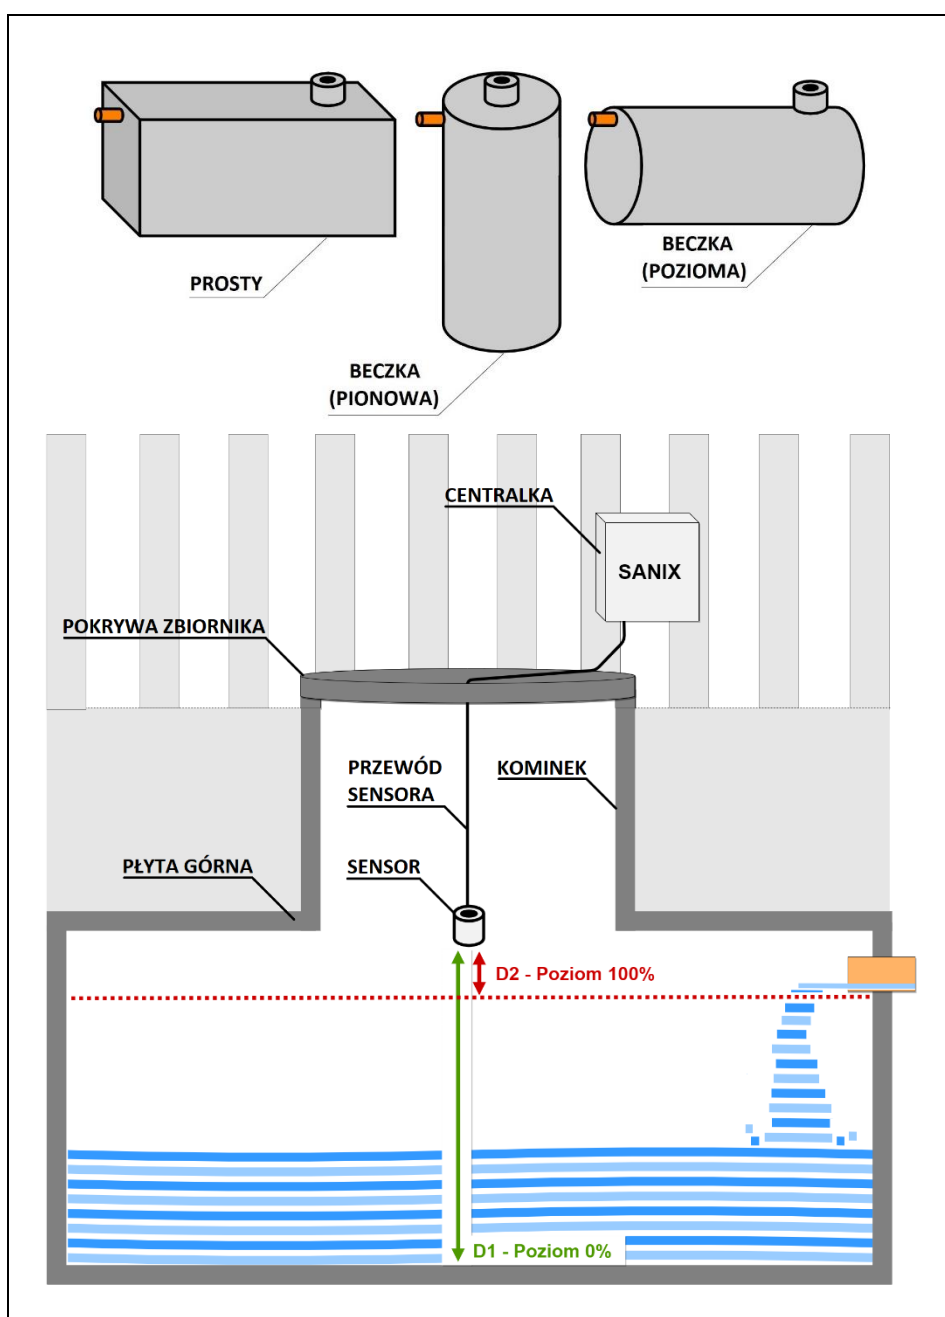 PROSTY
BECZKA
(PIONOWA)
BECZKA
(POZIOMA)
CENTRALKA
SANIX
POKRYWA ZBIORNIKA
PRZEWÓD
SENSORA
KOMINEK
PŁYTA GÓRNA
SENSOR
D2 - Poziom 100%
D1 - Poziom 0%